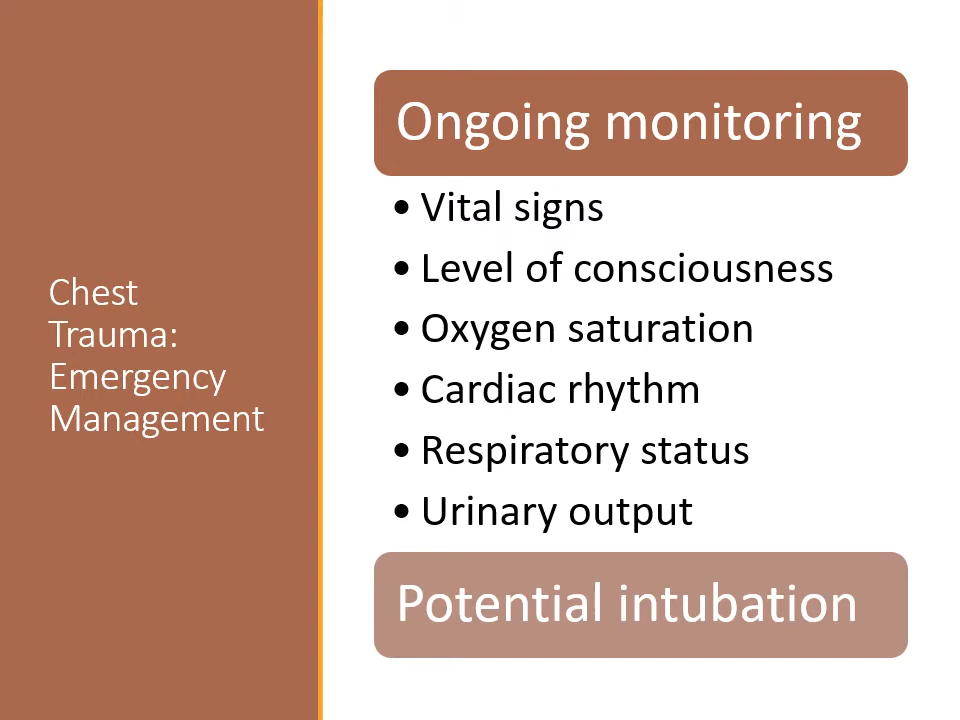 Chest
Trauma:
Emergency
Management
Ongoing monitoring
• Vital signs
• Level of consciousness
• Oxygen saturation
• Cardiac rhythm
• Respiratory status
• Urinary output
Potential intubation